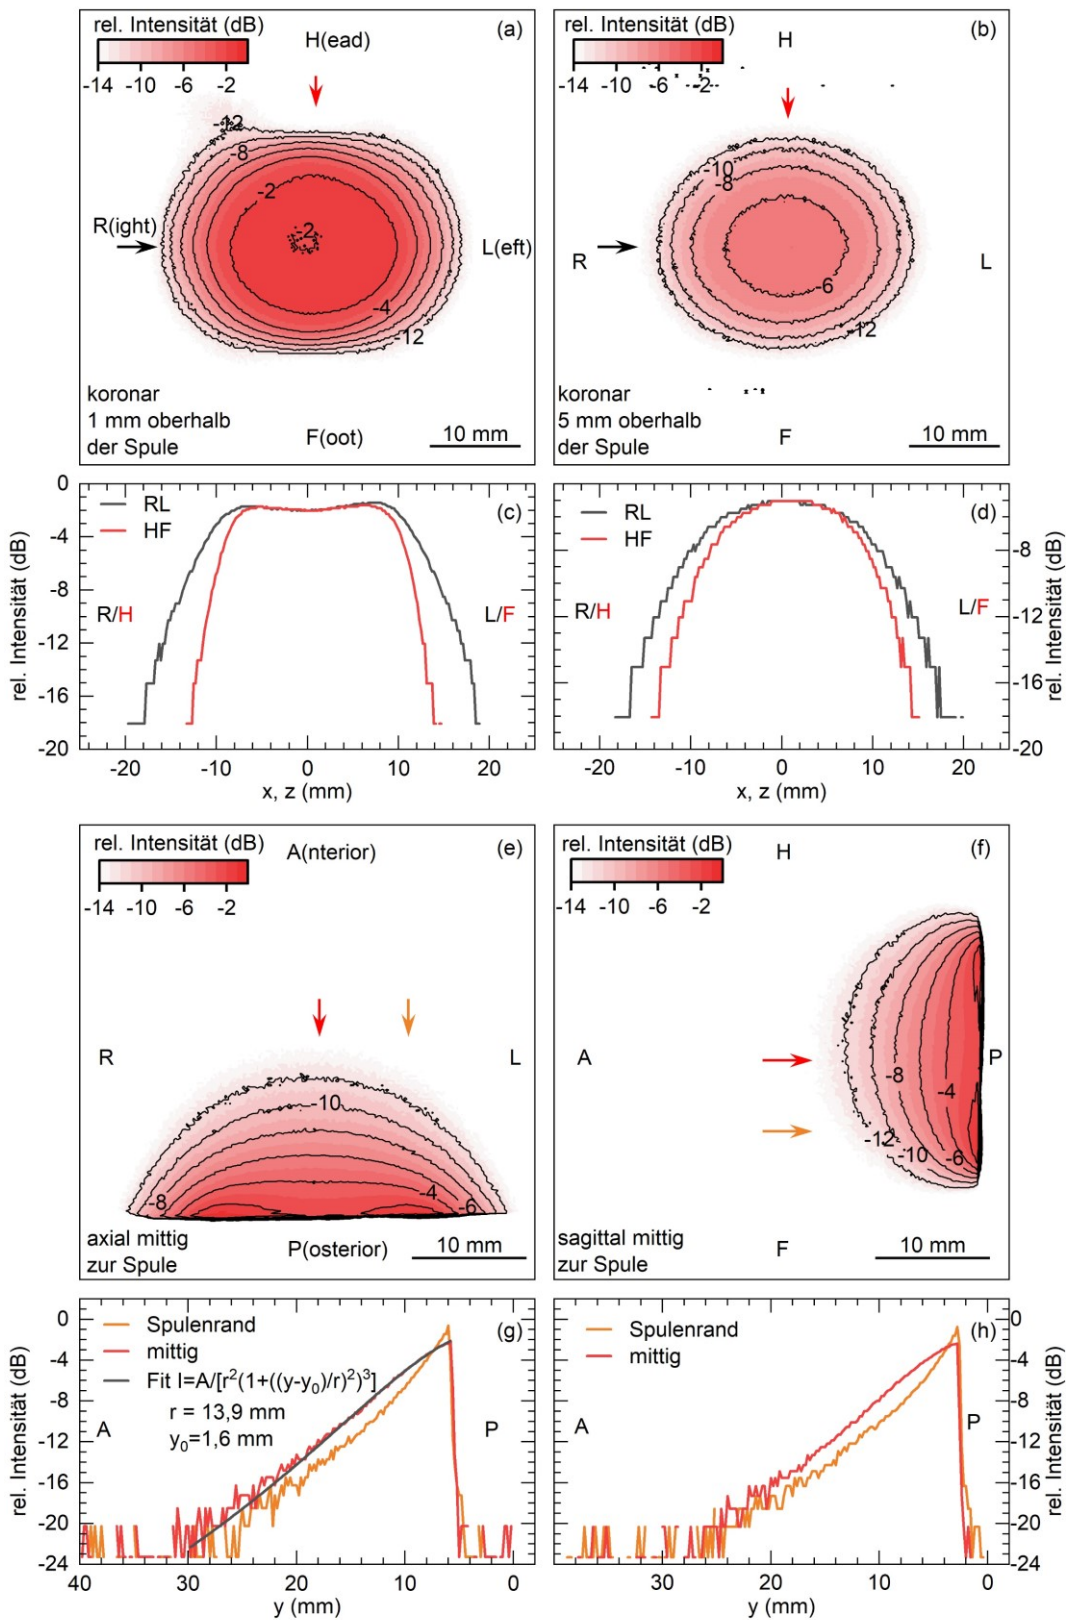 rel. Intensität (dB)
-14 -10 -6 -2
H(ead)
(a)
-12
-8
-2
-2
R(ight)
L(eft)
-4
-12
koronar
1 mm oberhalb
der Spule
F(oot)
10 mm
rel. Intensität (dB)
-14 -10 -6 -2
H
(b)
-10
-8
R
L
-6
-12
koronar
5 mm oberhalb
der Spule
F
10 mm
rel. Intensität (dB)
0
-4
-8
-12
-16
-20
RL
HF
(c)
R/H
L/F
-20 -10 0 10 20
x, z (mm)
RL
HF
(d)
R/H
L/F
-8
-12
-16
-20
rel. Intensität (dB)
-20 -10 0 10 20
x, z (mm)
rel. Intensität (dB)
-14 -10 -6 -2
A(nterior)
(e)
R
L
-10
-8
-4
-6
axial mittig
zur Spule
P(osterior)
10 mm
rel. Intensität (dB)
-14 -10 -6 -2
H
(f)
A
P
-8
-4
-12
-10
-6
sagittal mittig
zur Spule
F
10 mm
rel. Intensität (dB)
0
-4
-8
-12
-16
-20
-24
Spulenrand
mittig
Fit I=A/[r²(1+((y-y₀)/r)²)³]
r = 13,9 mm
y₀=1,6 mm
(g)
A
P
40 30 20 10 0
y (mm)
Spulenrand
mittig
(h)
A
P
0
-4
-8
-12
-16
-20
-24
rel. Intensität (dB)
30 20 10 0
y (mm)